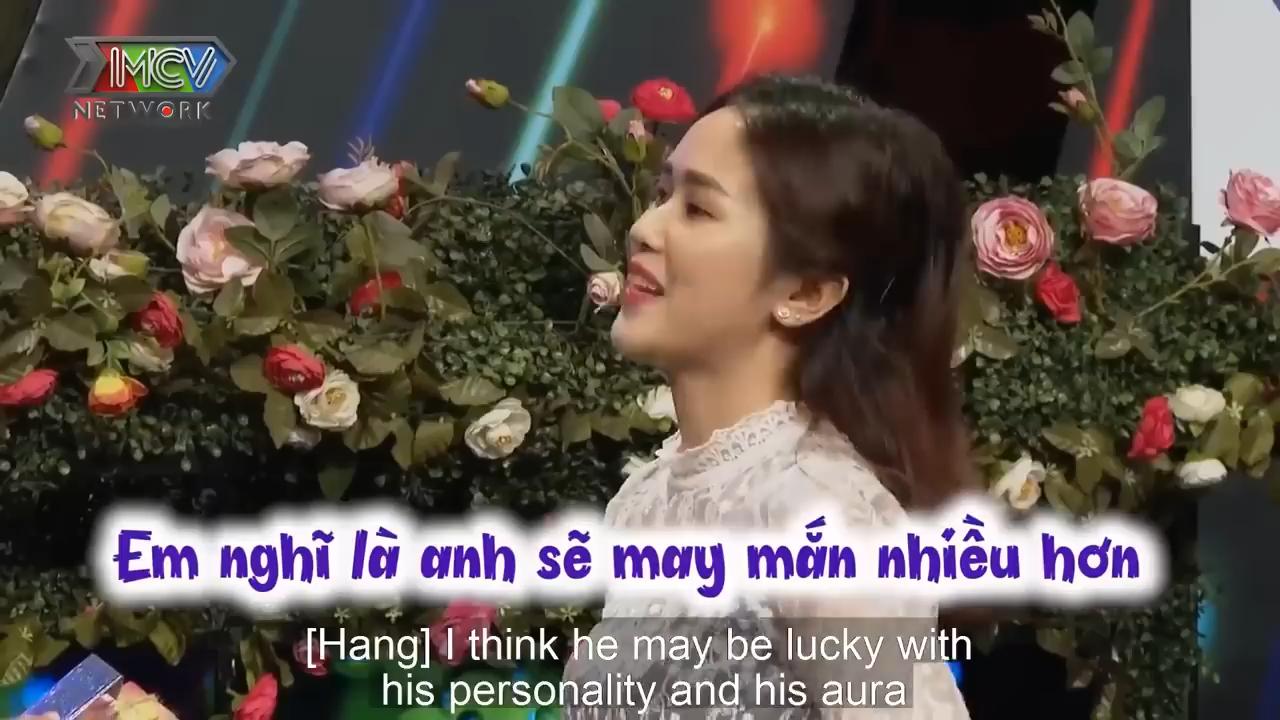 MCV
NETWORK
Em nghĩ là anh sẽ may mắn nhiều hơn
[Hang] I think he may be lucky with
his personality and his aura